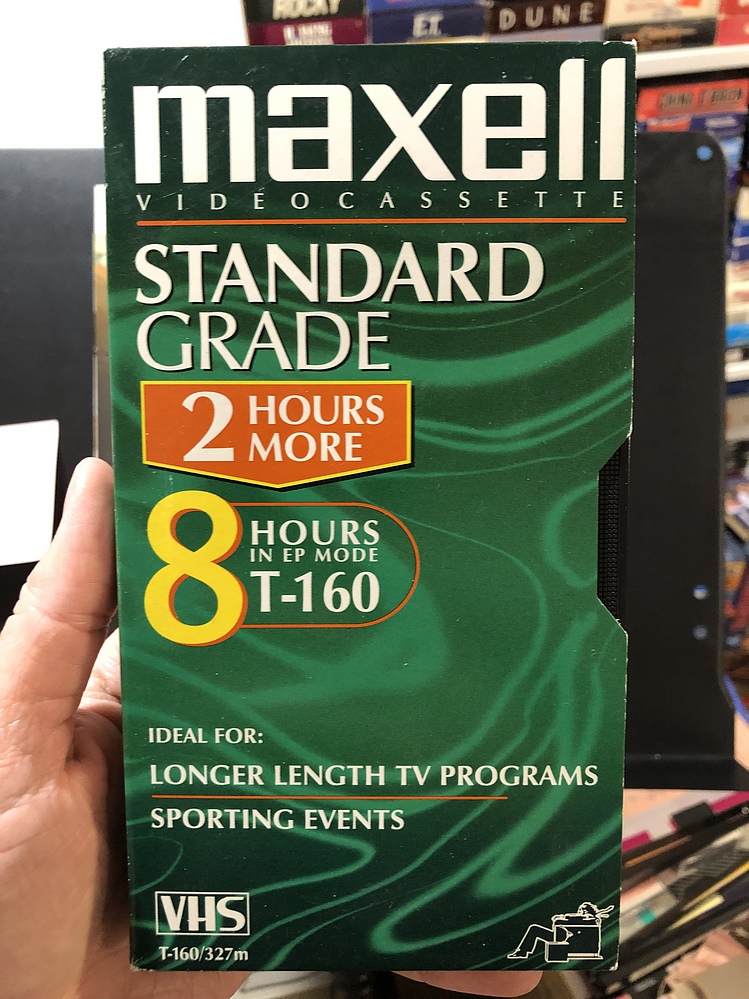 ROCKY
E.T.
DUNE
maxell
VIDEOCASSETTE
STANDARD
GRADE
2 HOURS
MORE
8 HOURS
IN EP MODE
T-160
IDEAL FOR:
LONGER LENGTH TV PROGRAMS
SPORTING EVENTS
VHS
T-160/327m